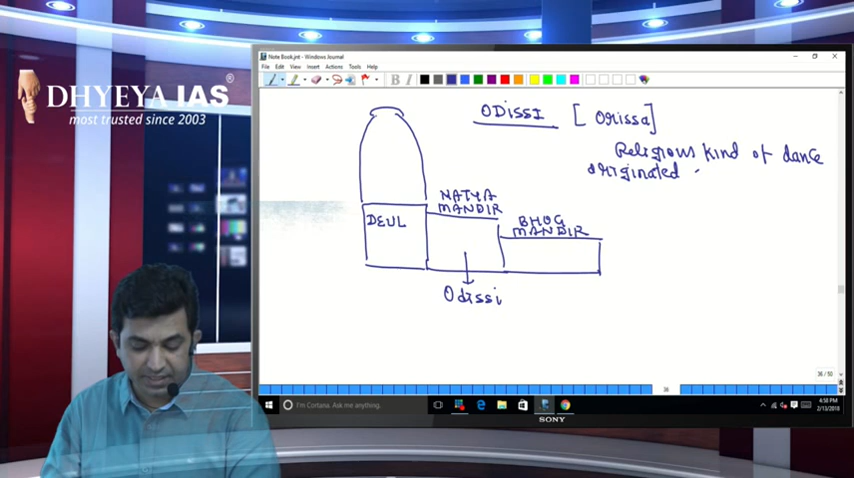 DHYEYA IAS®
most trusted since 2003
Note Book.jnt - Windows Journal
File Edit View Insert Actions Tools Help
B I
ODISSI [Orissa]
Religious kind of dance
originated
NATYA
MANDIR
DEUL
BHOG
MANDIR
Odissi
36 / 50
36
I'm Cortana. Ask me anything.
4:58 PM
2/13/2018
SONY